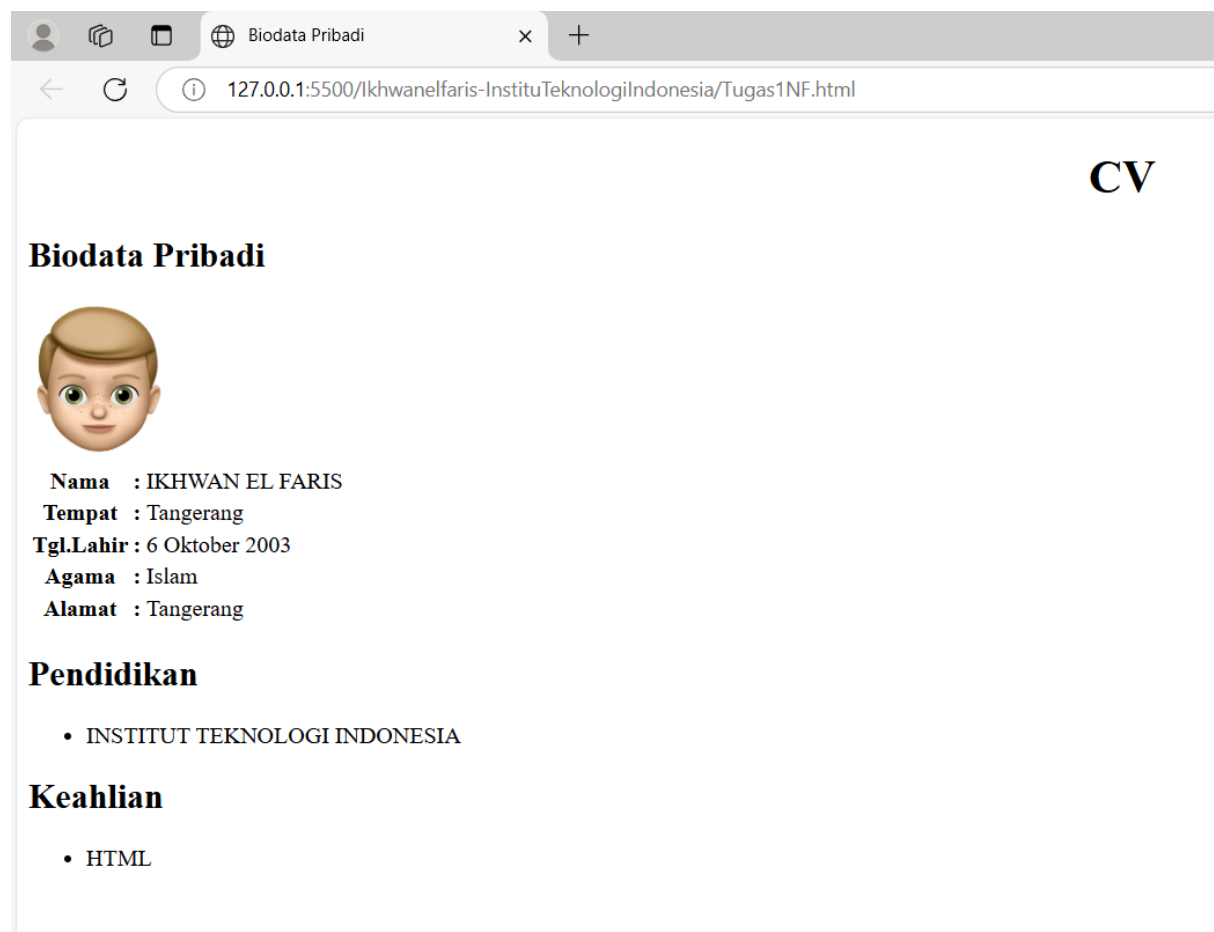 Biodata Pribadi
127.0.0.1:5500/Ikhwanelfaris-InstituTeknologiIndonesia/Tugas1NF.html
CV
Biodata Pribadi
Nama : IKHWAN EL FARIS
Tempat : Tangerang
Tgl.Lahir : 6 Oktober 2003
Agama : Islam
Alamat : Tangerang
Pendidikan
• INSTITUT TEKNOLOGI INDONESIA
Keahlian
• HTML